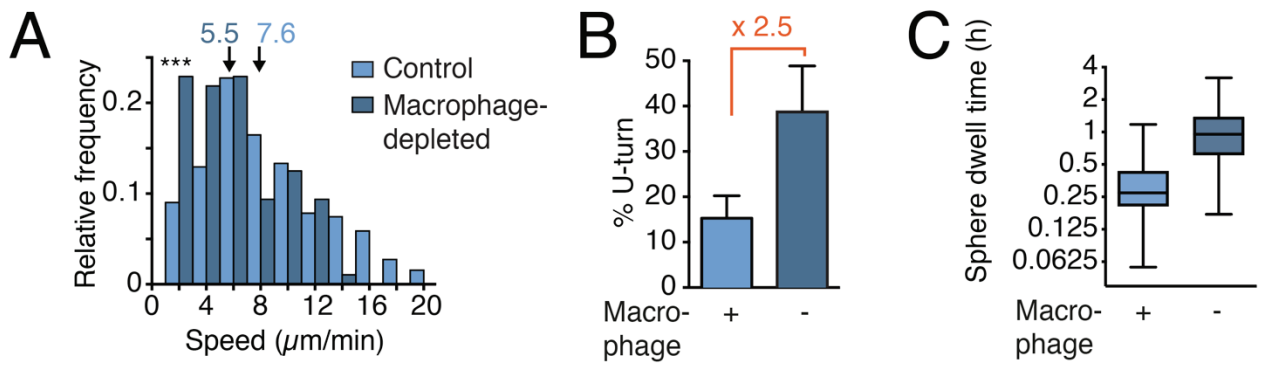 A
5.5 7.6
***
Control
Macrophage-
depleted
Relative frequency
0.2
0.1
0
0 4 8 12 16 20
Speed (µm/min)
B
x 2.5
% U-turn
50
40
30
20
10
0
Macro- + -
phage
C
Sphere dwell time (h)
4
2
1
0.5
0.25
0.125
0.0625
Macro- + -
phage